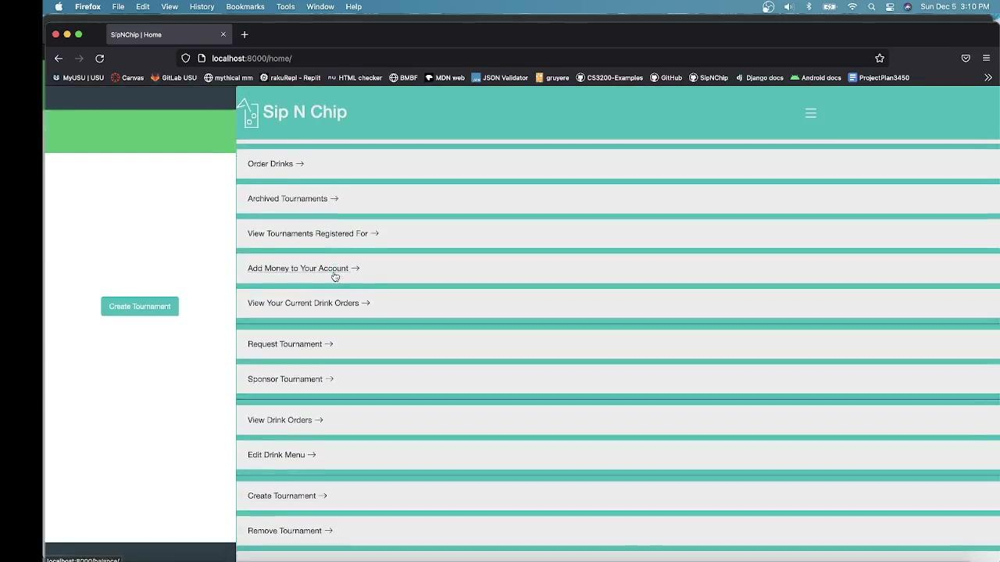 Firefox File Edit View History Bookmarks Tools Window Help Sun Dec 5 3:10 PM
SipNChip | Home
localhost:8000/home/
MyUSU | USU Canvas GitLab USU mythical mm rakuRepl - Replit HTML checker BMBF MDN web JSON Validator gruyere CS3200-Examples GitHub SipNChip Django docs Android docs ProjectPlan3450
Sip N Chip
Order Drinks →
Archived Tournaments →
View Tournaments Registered For →
Add Money to Your Account →
View Your Current Drink Orders →
Create Tournament
Request Tournament →
Sponsor Tournament →
View Drink Orders →
Edit Drink Menu →
Create Tournament →
Remove Tournament →
localhost:8000/balance/